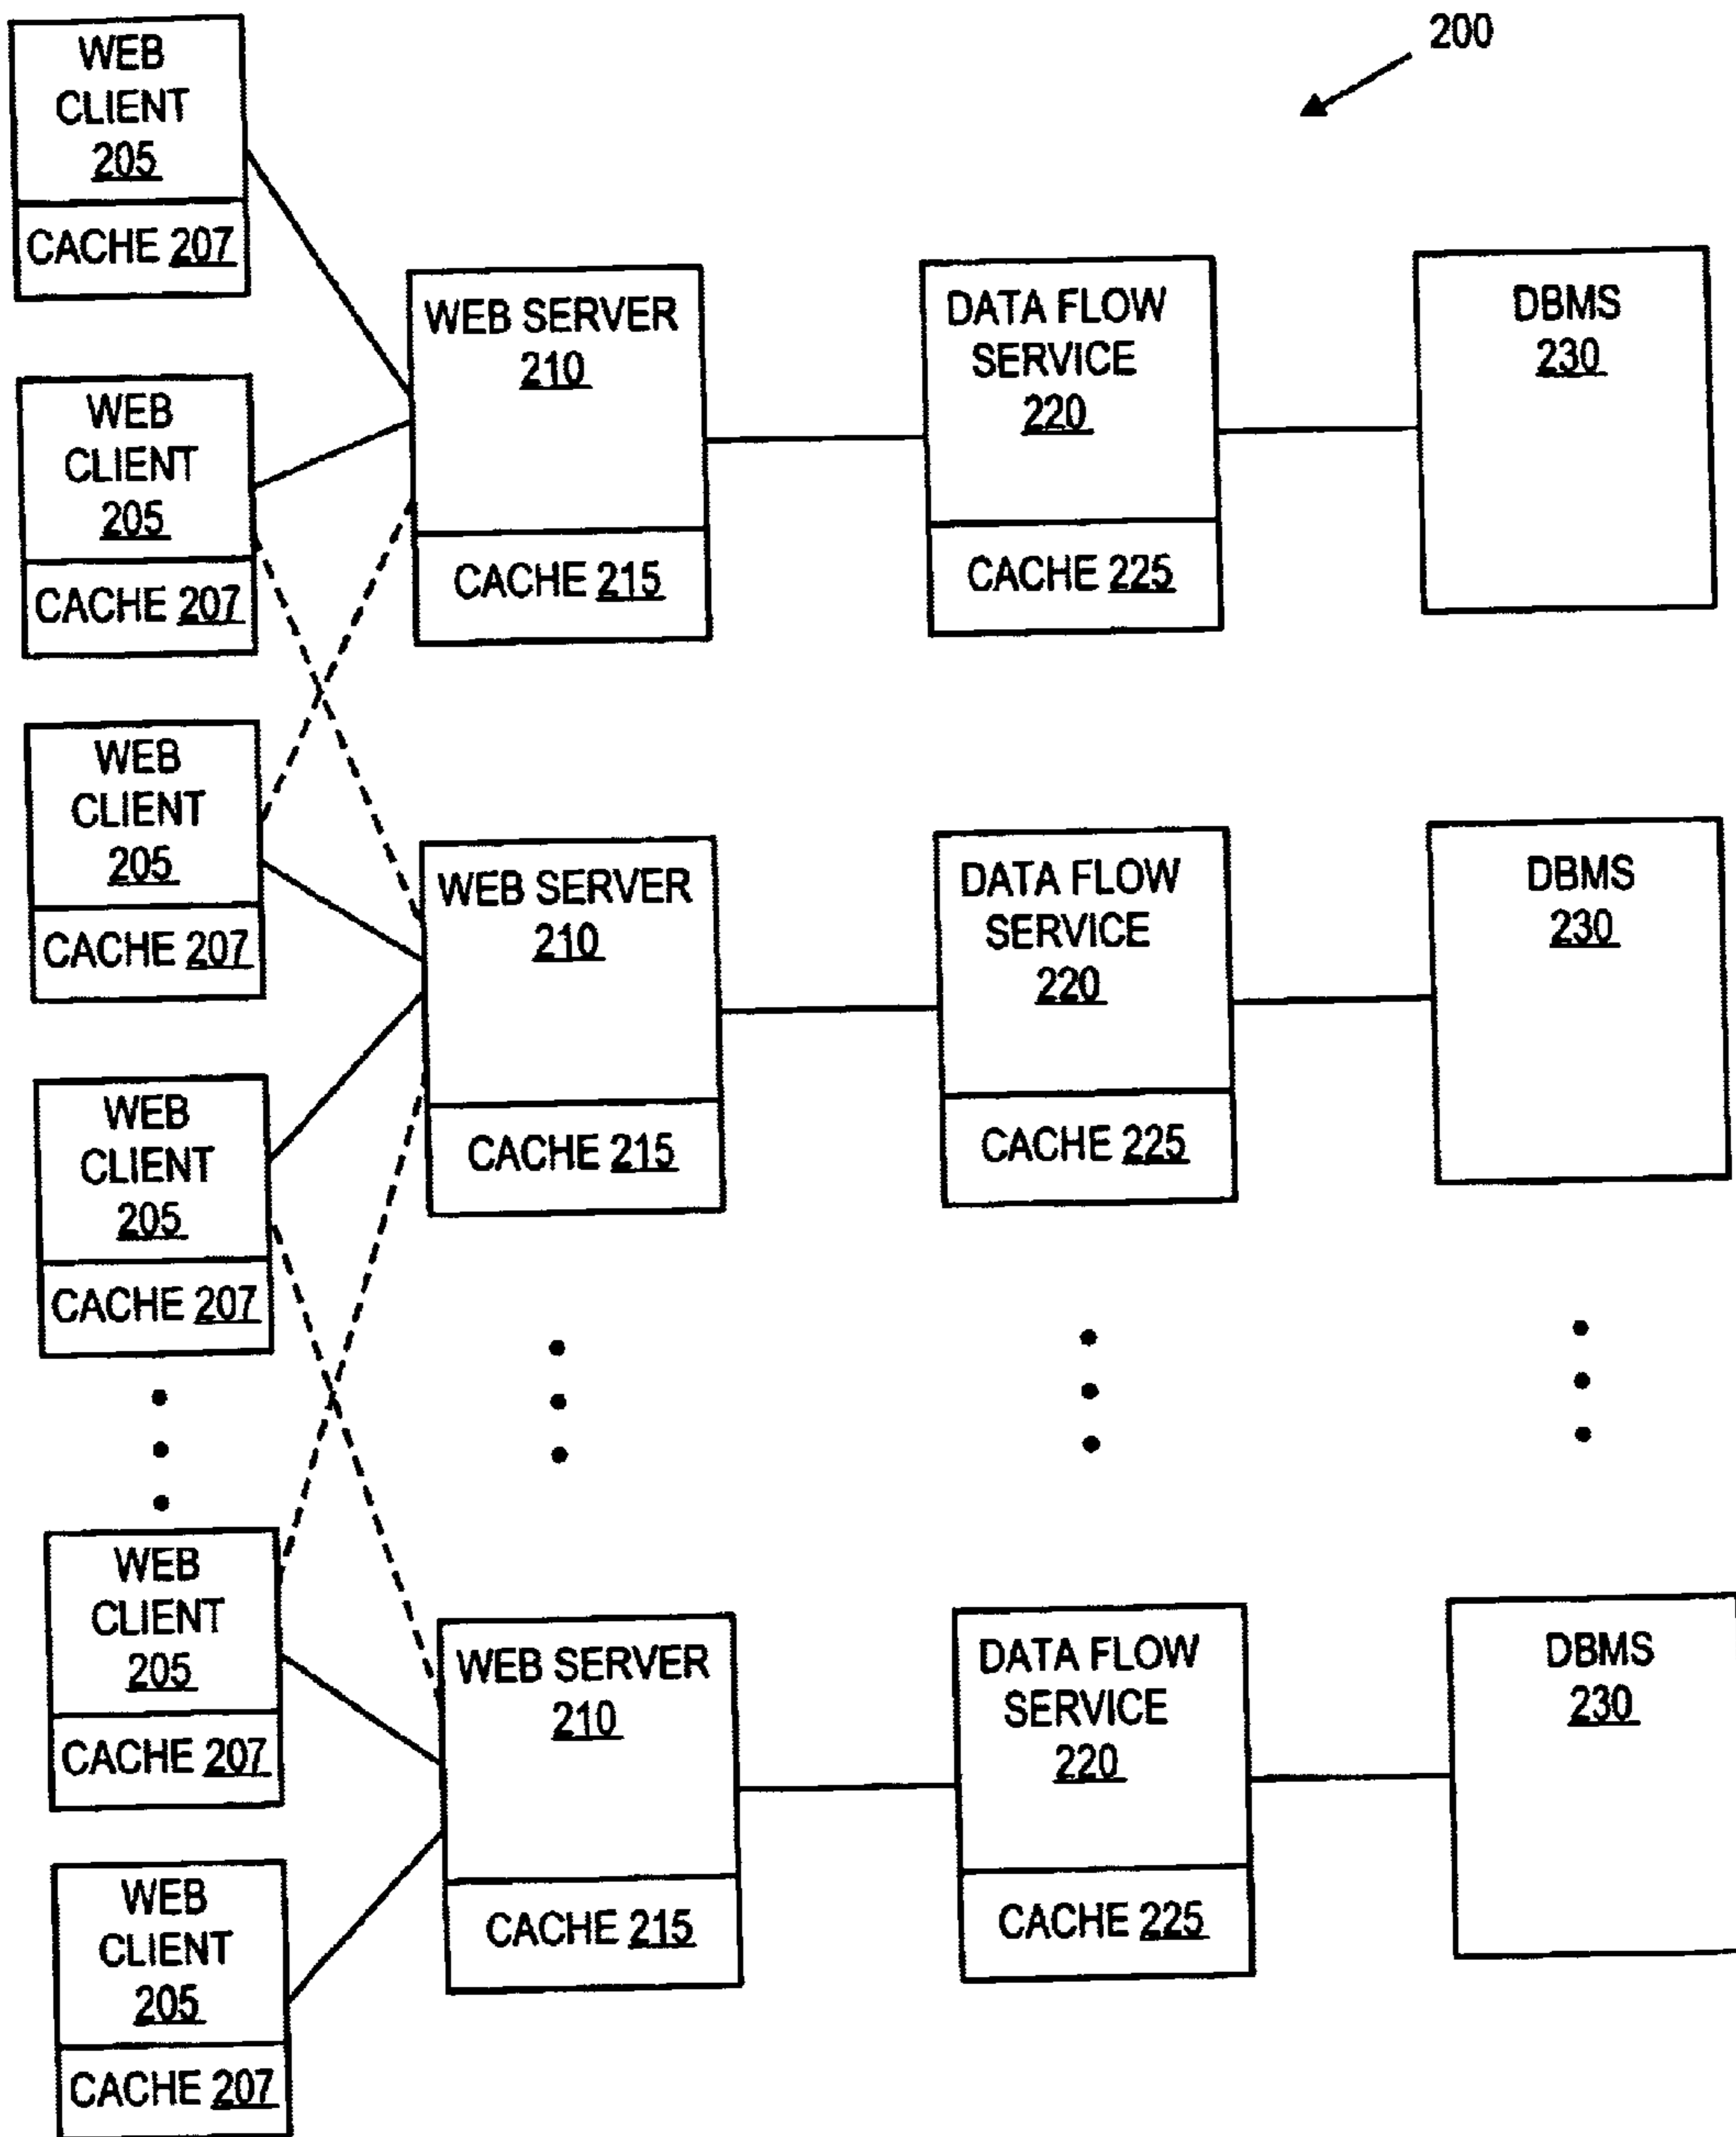 200
WEB
CLIENT
205
CACHE 207
WEB
CLIENT
205
CACHE 207
WEB
CLIENT
205
CACHE 207
WEB
CLIENT
205
CACHE 207
WEB
CLIENT
205
CACHE 207
WEB
CLIENT
205
CACHE 207
WEB SERVER
210
CACHE 215
WEB SERVER
210
CACHE 215
WEB SERVER
210
CACHE 215
DATA FLOW
SERVICE
220
CACHE 225
DATA FLOW
SERVICE
220
CACHE 225
DATA FLOW
SERVICE
220
CACHE 225
DBMS
230
DBMS
230
DBMS
230